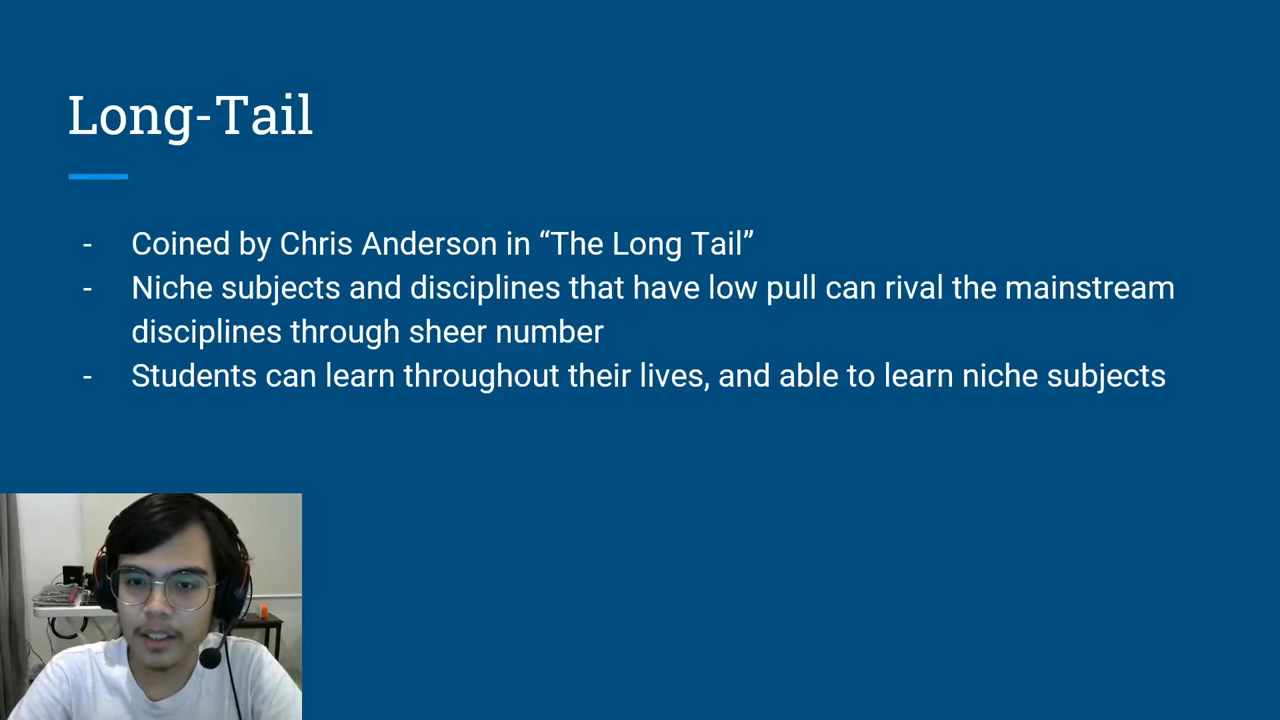 Long-Tail
- Coined by Chris Anderson in “The Long Tail”
- Niche subjects and disciplines that have low pull can rival the mainstream
disciplines through sheer number
- Students can learn throughout their lives, and able to learn niche subjects